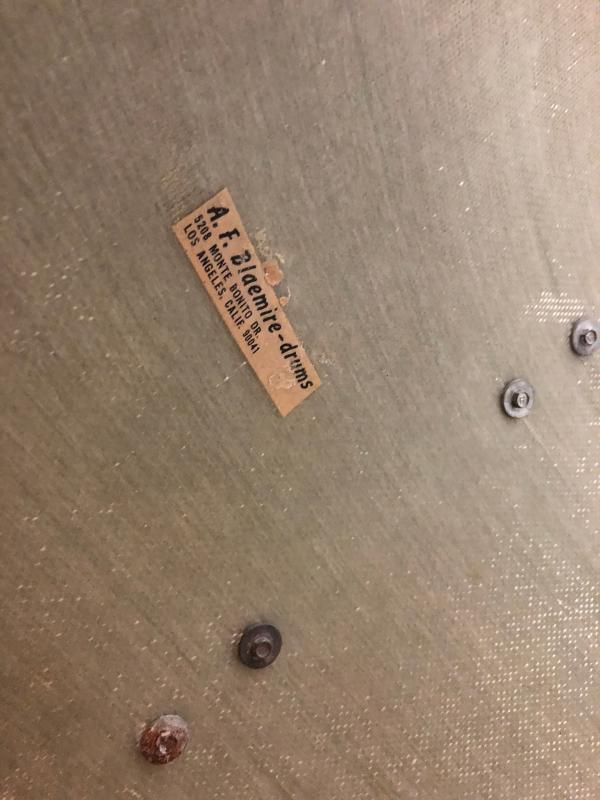 A. F. Blaemire-drums
5208 MONTE BONITO DR.
LOS ANGELES, CALIF. 90041